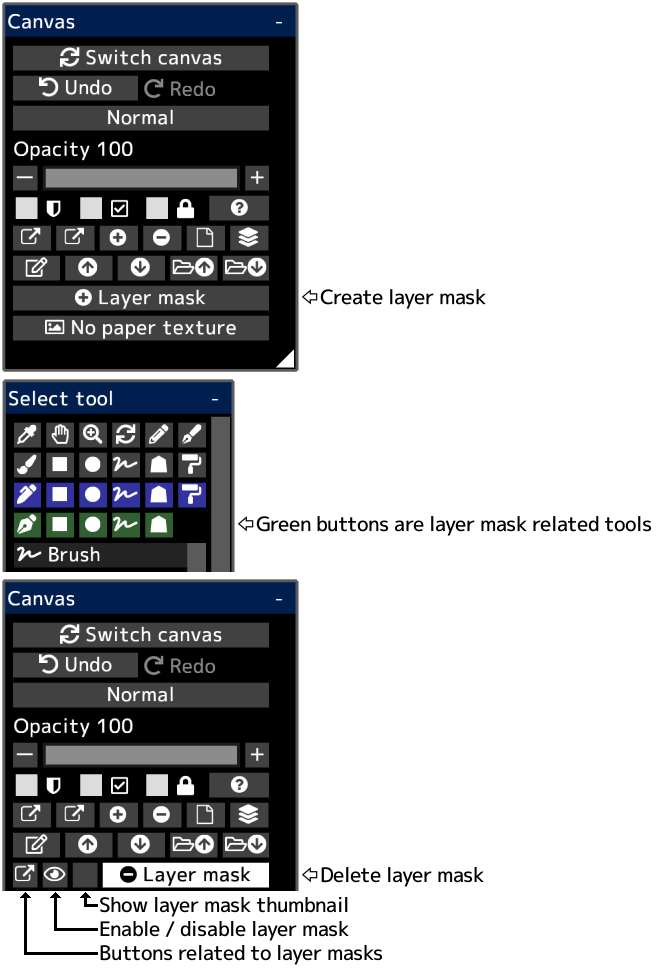 Canvas -
Switch canvas
Undo Redo
Normal
Opacity 100
Layer mask
Create layer mask
No paper texture
Select tool -
Green buttons are layer mask related tools
Brush
Canvas -
Switch canvas
Undo Redo
Normal
Opacity 100
Layer mask
Delete layer mask
Show layer mask thumbnail
Enable / disable layer mask
Buttons related to layer masks